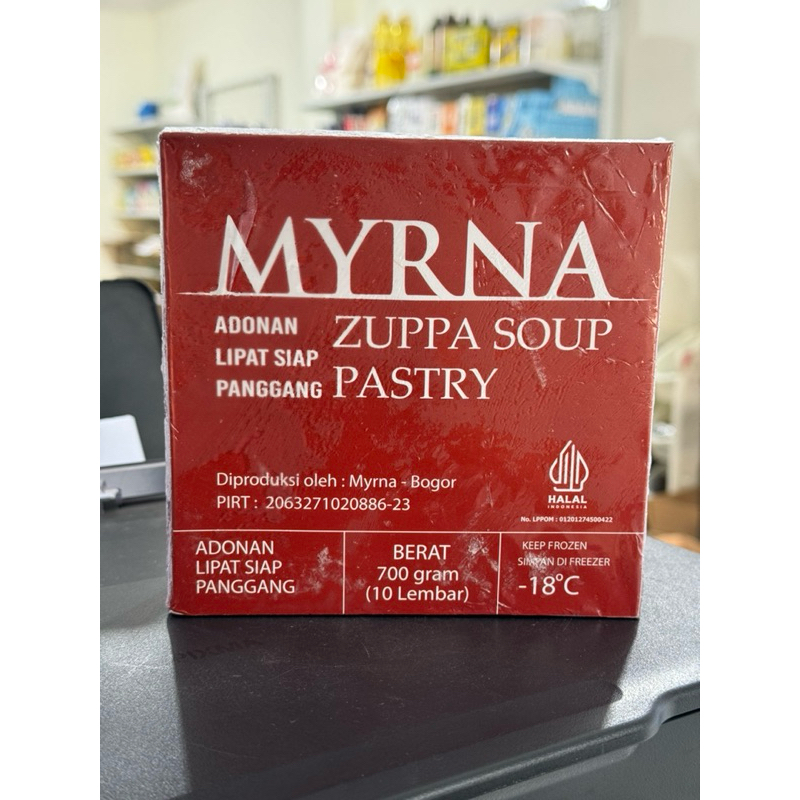 MYRNA
ADONAN
LIPAT SIAP
PANGGANG
ZUPPA SOUP
PASTRY
Diproduksi oleh : Myrna - Bogor
PIRT : 2063271020886-23
HALAL
INDONESIA
No. LPPOM : 01201274500422
ADONAN
LIPAT SIAP
PANGGANG
BERAT
700 gram
(10 Lembar)
KEEP FROZEN
SIMPAN DI FREEZER
-18°C